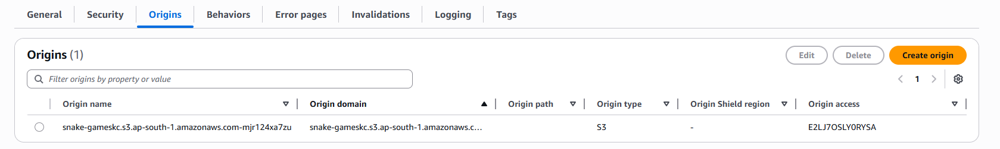 General Security Origins Behaviors Error pages Invalidations Logging Tags
Origins (1) Edit Delete Create origin
Filter origins by property or value 1
Origin name Origin domain Origin path Origin type Origin Shield region Origin access
snake-gameskc.s3.ap-south-1.amazonaws.com-mjr124xa7zu snake-gameskc.s3.ap-south-1.amazonaws.c... S3 - E2LJ7OSLY0RYSA